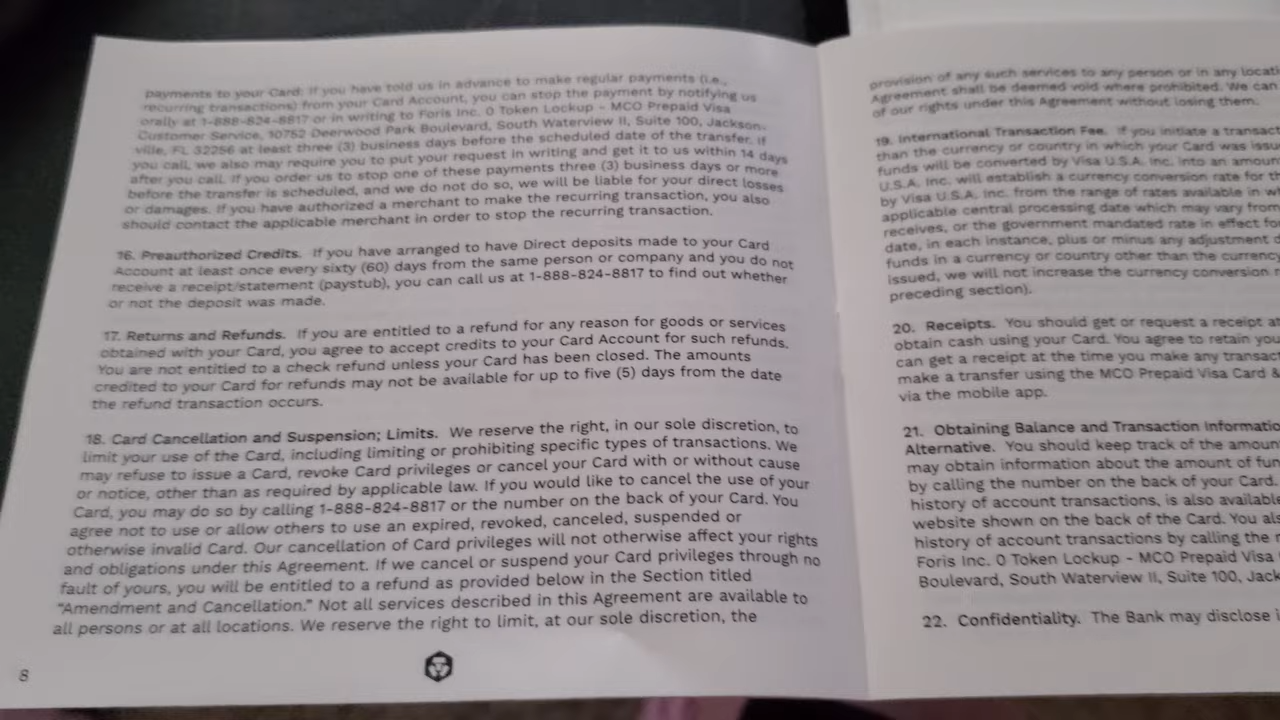 payments to your Card: If you have told us in advance to make regular payments (i.e.,
recurring transactions) from your Card Account, you can stop the payment by notifying us
orally at 1-888-824-8817 or in writing to Foris Inc. 0 Token Lockup - MCO Prepaid Visa
Customer Service, 10752 Deerwood Park Boulevard, South Waterview II, Suite 100, Jackson-
ville, FL 32256 at least three (3) business days before the scheduled date of the transfer. If
you call, we also may require you to put your request in writing and get it to us within 14 days
after you call. If you order us to stop one of these payments three (3) business days or more
before the transfer is scheduled, and we do not do so, we will be liable for your direct losses
or damages. If you have authorized a merchant to make the recurring transaction, you also
should contact the applicable merchant in order to stop the recurring transaction.
16. Preauthorized Credits. If you have arranged to have Direct deposits made to your Card
Account at least once every sixty (60) days from the same person or company and you do not
receive a receipt/statement (paystub), you can call us at 1-888-824-8817 to find out whether
or not the deposit was made.
17. Returns and Refunds. If you are entitled to a refund for any reason for goods or services
obtained with your Card, you agree to accept credits to your Card Account for such refunds.
You are not entitled to a check refund unless your Card has been closed. The amounts
credited to your Card for refunds may not be available for up to five (5) days from the date
the refund transaction occurs.
18. Card Cancellation and Suspension; Limits. We reserve the right, in our sole discretion, to
limit your use of the Card, including limiting or prohibiting specific types of transactions. We
may refuse to issue a Card, revoke Card privileges or cancel your Card with or without cause
or notice, other than as required by applicable law. If you would like to cancel the use of your
Card, you may do so by calling 1-888-824-8817 or the number on the back of your Card. You
agree not to use or allow others to use an expired, revoked, canceled, suspended or
otherwise invalid Card. Our cancellation of Card privileges will not otherwise affect your rights
and obligations under this Agreement. If we cancel or suspend your Card privileges through no
fault of yours, you will be entitled to a refund as provided below in the Section titled
"Amendment and Cancellation." Not all services described in this Agreement are available to
all persons or at all locations. We reserve the right to limit, at our sole discretion, the
8
provision of any such services to any person or in any locati
Agreement shall be deemed void where prohibited. We can
of our rights under this Agreement without losing them.
19. International Transaction Fee. If you initiate a transact
than the currency or country in which your Card was issu
funds will be converted by Visa U.S.A. Inc. into an amoun
U.S.A. Inc. will establish a currency conversion rate for th
by Visa U.S.A. Inc. from the range of rates available in w
applicable central processing date which may vary from
receives, or the government mandated rate in effect fo
date, in each instance, plus or minus any adjustment d
funds in a currency or country other than the currency
issued, we will not increase the currency conversion r
preceding section).
20. Receipts. You should get or request a receipt at
obtain cash using your Card. You agree to retain you
can get a receipt at the time you make any transact
make a transfer using the MCO Prepaid Visa Card &
via the mobile app.
21. Obtaining Balance and Transaction Informatio
Alternative. You should keep track of the amoun
may obtain information about the amount of fun
by calling the number on the back of your Card.
history of account transactions, is also available
website shown on the back of the Card. You als
history of account transactions by calling the n
Foris Inc. 0 Token Lockup - MCO Prepaid Visa
Boulevard, South Waterview II, Suite 100, Jack
22. Confidentiality. The Bank may disclose i